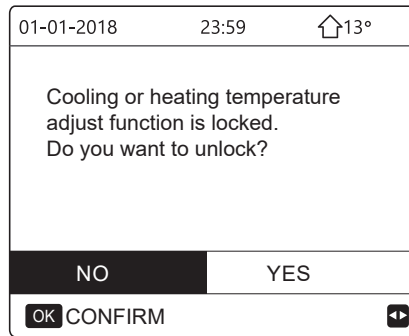 01-01-2018 23:59 13°
Cooling or heating temperature
adjust function is locked.
Do you want to unlock?
NO YES
OK CONFIRM